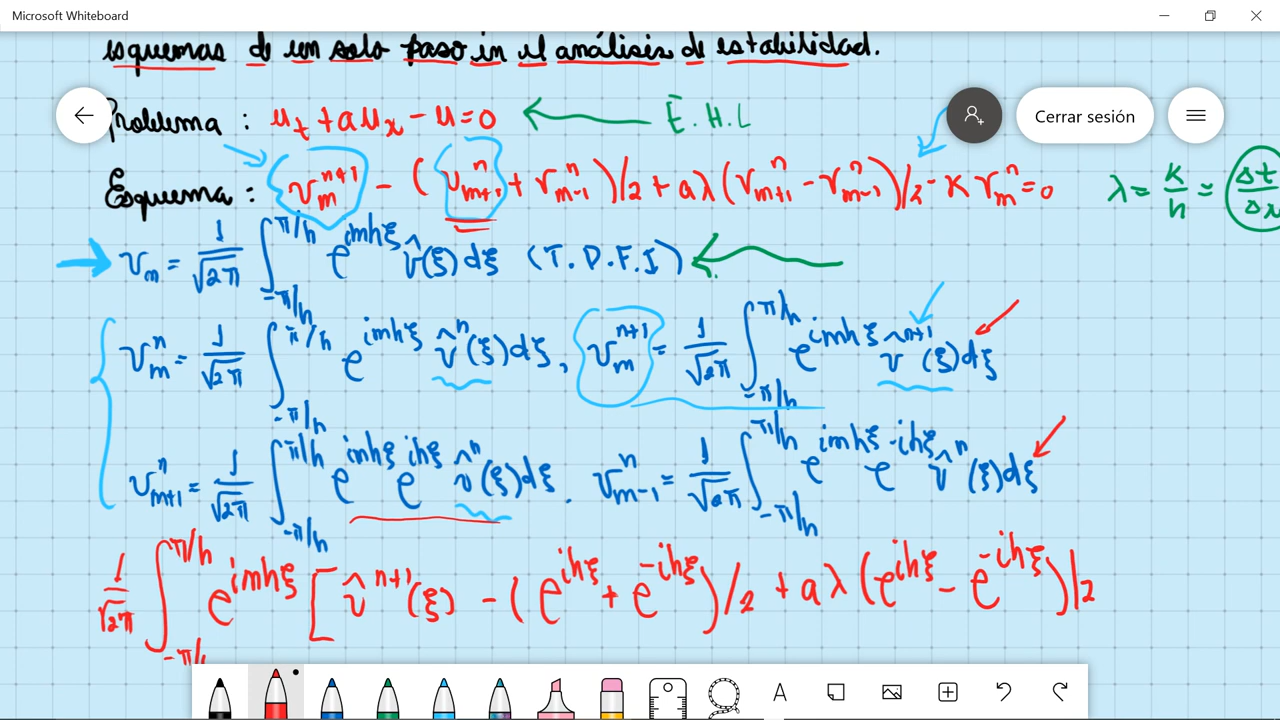 Microsoft Whiteboard
esquemas de un solo paso in el análisis de estabilidad.
Problema : u_t + a u_x - u = 0 ← E.H.L
Cerrar sesión
Esquema : v_m^{n+1} - (v_{m+1}^n + v_{m-1}^n)/2 + aλ(v_{m+1}^n - v_{m-1}^n)/2 - κ v_m^n = 0 λ = κ/h = Δt/Δx
→ v_m = 1/√2π ∫_{-π/h}^{π/h} e^{imhξ} v̂(ξ)dξ (T.D.F.I) ←
v_m^n = 1/√2π ∫_{-π/h}^{π/h} e^{imhξ} v̂^n(ξ)dξ, v_m^{n+1} = 1/√2π ∫_{-π/h}^{π/h} e^{imhξ} v̂^{n+1}(ξ)dξ
v_{m+1}^n = 1/√2π ∫_{-π/h}^{π/h} e^{imhξ} e^{ihξ} v̂^n(ξ)dξ. v_{m-1}^n = 1/√2π ∫_{-π/h}^{π/h} e^{imhξ} e^{-ihξ} v̂^n(ξ)dξ
1/√2π ∫_{-π/h}^{π/h} e^{imhξ} [ v̂^{n+1}(ξ) - (e^{ihξ} + e^{-ihξ})/2 + aλ(e^{ihξ} - e^{-ihξ})/2